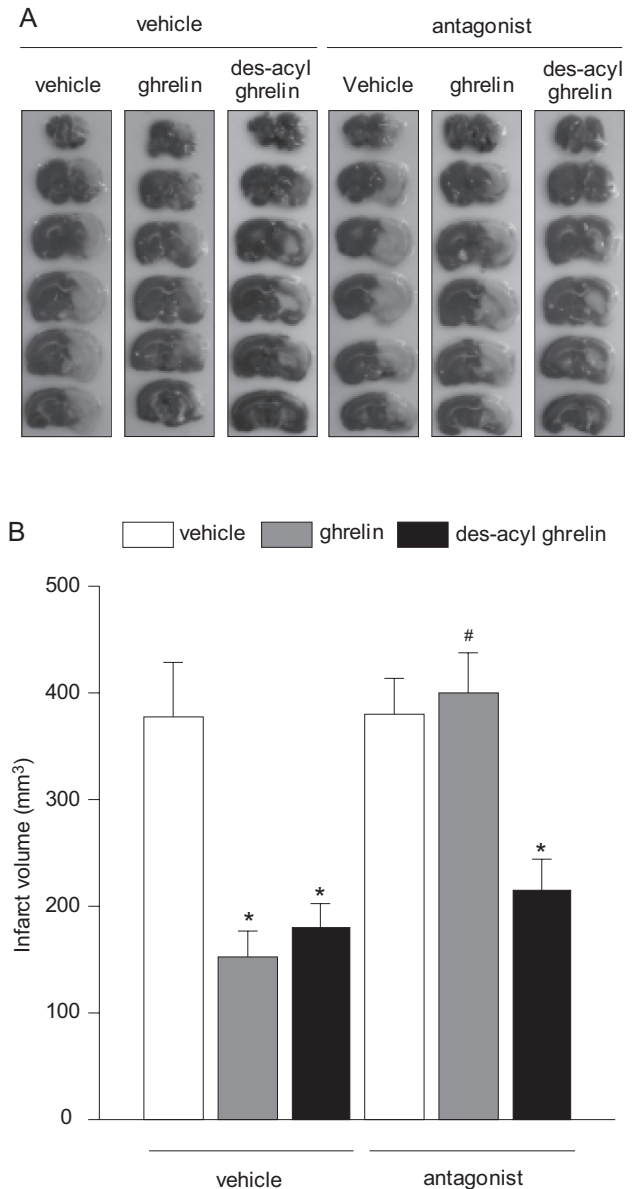 A
vehicle antagonist
vehicle ghrelin des-acyl ghrelin Vehicle ghrelin des-acyl ghrelin
B
vehicle ghrelin des-acyl ghrelin
500
400
300
200
100
0
Infarct volume (mm³)
#
* * *
vehicle antagonist